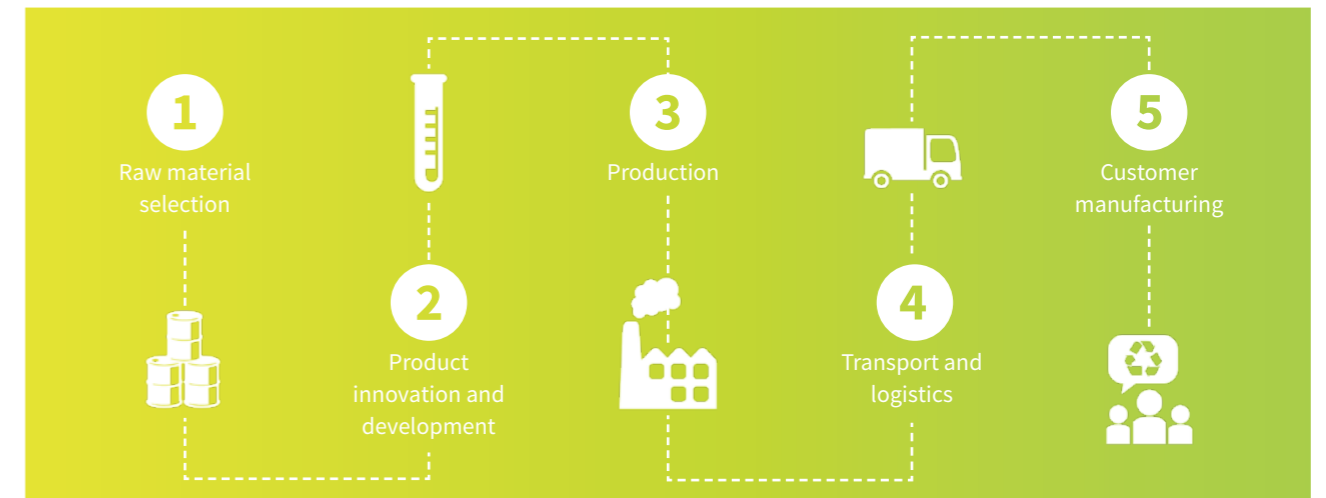 1
Raw material
selection
2
Product
innovation and
development
3
Production
4
Transport and
logistics
5
Customer
manufacturing